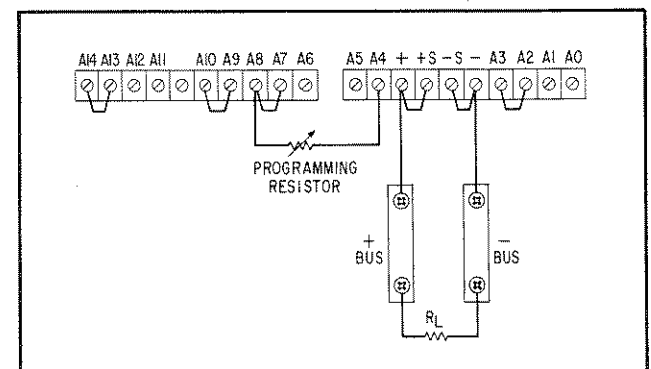 A14 A13 A12 A11 A10 A9 A8 A7 A6 A5 A4 + +S -S - A3 A2 A1 A0
PROGRAMMING
RESISTOR
+
BUS
-
BUS
RL